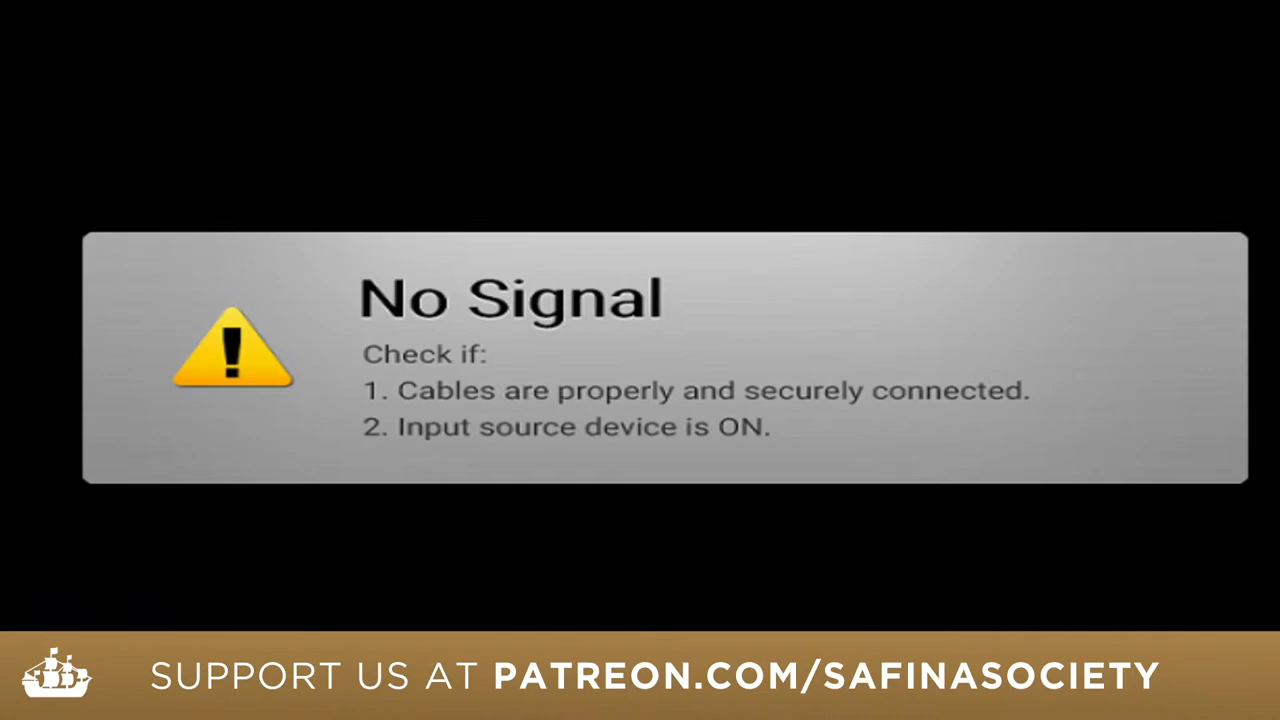 No Signal
Check if:
1. Cables are properly and securely connected.
2. Input source device is ON.
SUPPORT US AT PATREON.COM/SAFINASOCIETY